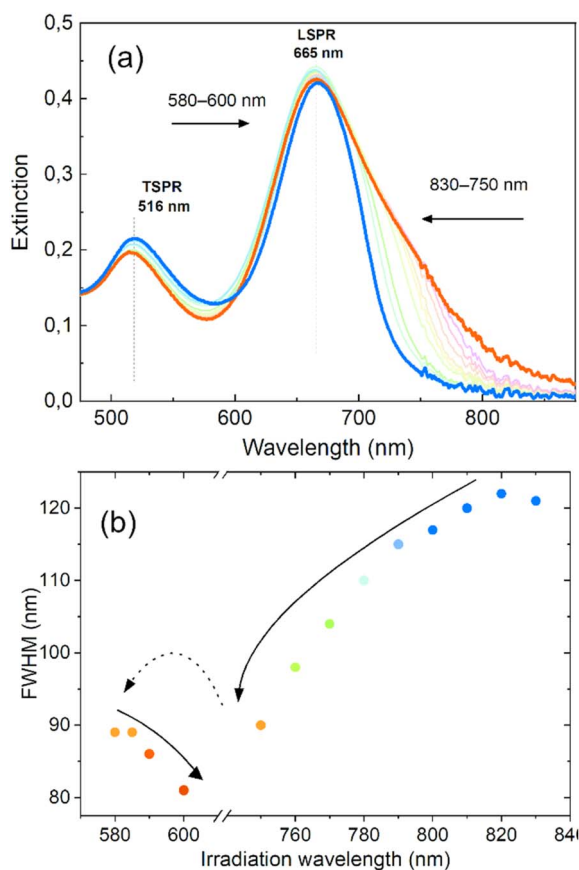 (a)
LSPR
665 nm
580–600 nm
TSPR
516 nm
830–750 nm
Extinction
0,5
0,4
0,3
0,2
0,1
0,0
500 600 700 800
Wavelength (nm)
(b)
FWHM (nm)
120
110
100
90
80
580 600 760 780 800 820 840
Irradiation wavelength (nm)